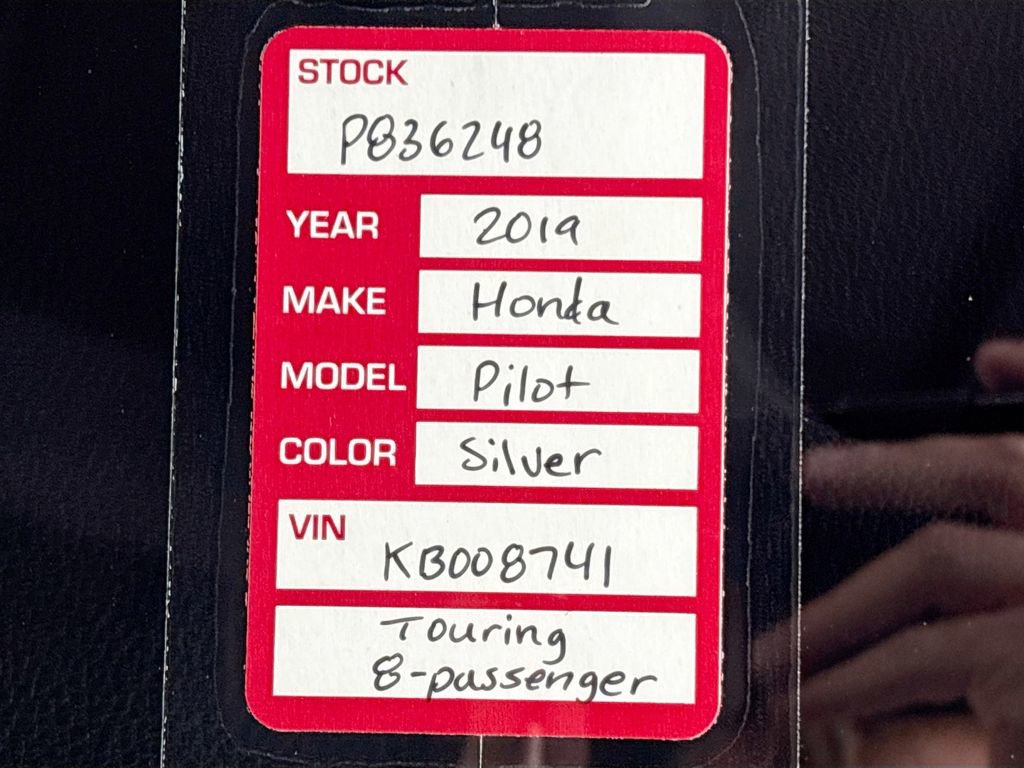 STOCK
P836248
YEAR 2019
MAKE Honda
MODEL Pilot
COLOR Silver
VIN
KB008741
Touring
8-passenger